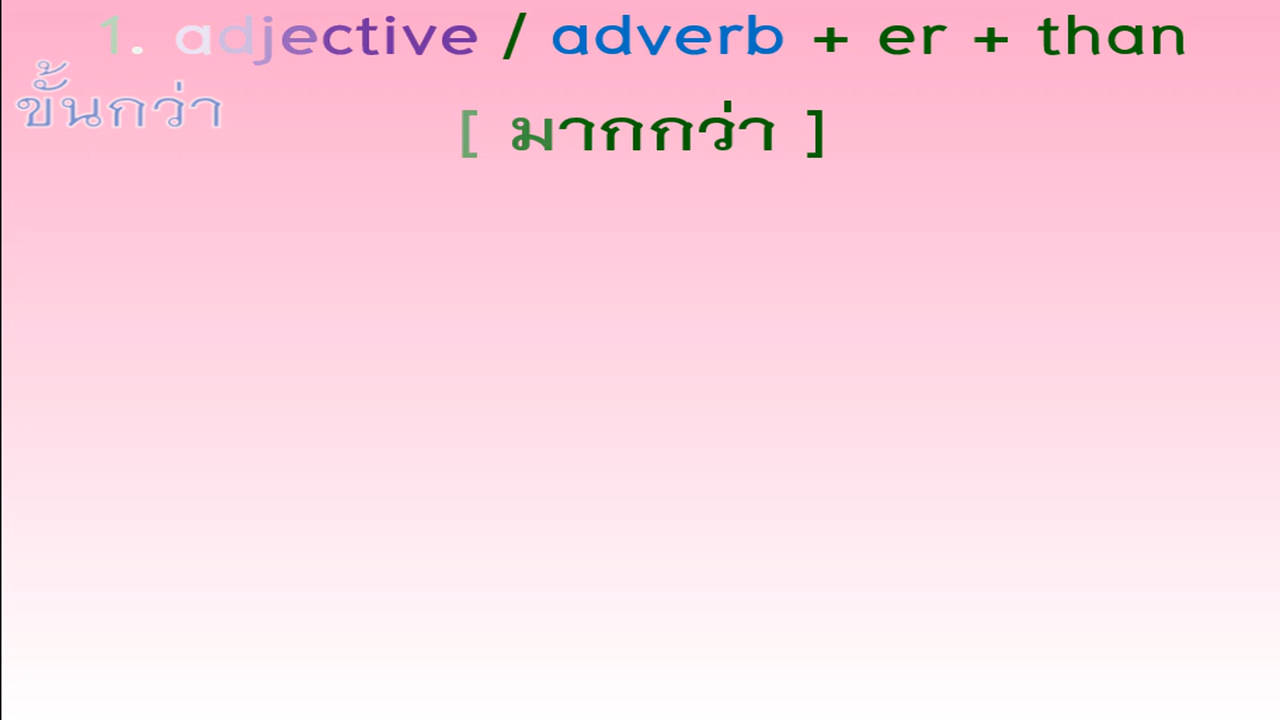 1. adjective / adverb + er + than
ขั้นกว่า
[ มากกว่า ]